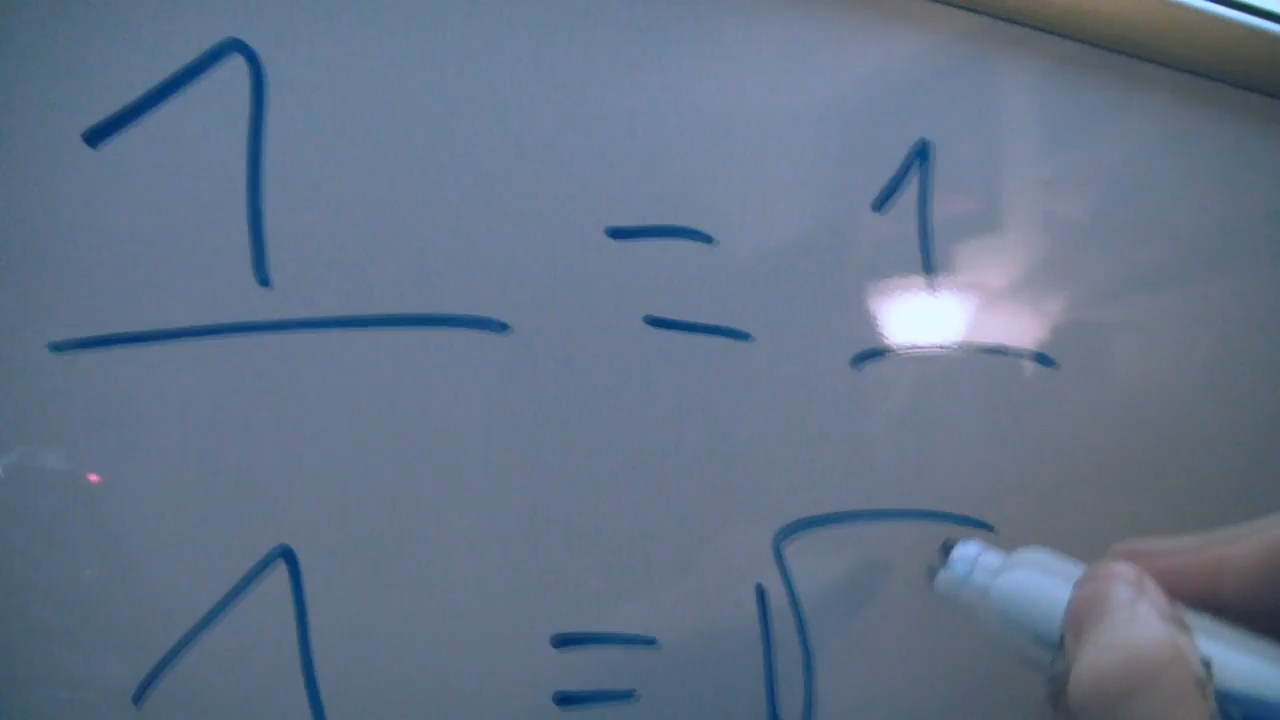 1 = 1
1 = √